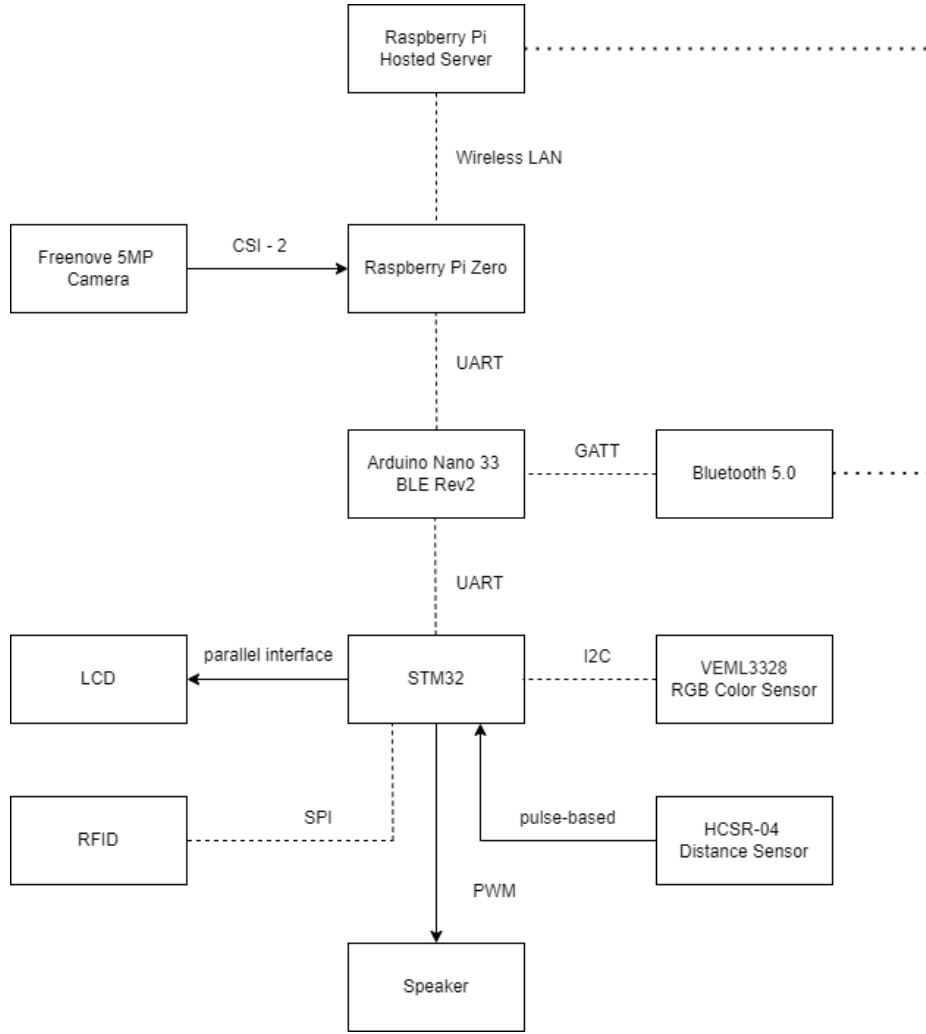 Raspberry Pi
Hosted Server
Wireless LAN
Freenove 5MP
Camera
CSI - 2
Raspberry Pi Zero
UART
Arduino Nano 33
BLE Rev2
GATT
Bluetooth 5.0
UART
LCD
parallel interface
STM32
I2C
VEML3328
RGB Color Sensor
RFID
SPI
pulse-based
HCSR-04
Distance Sensor
PWM
Speaker